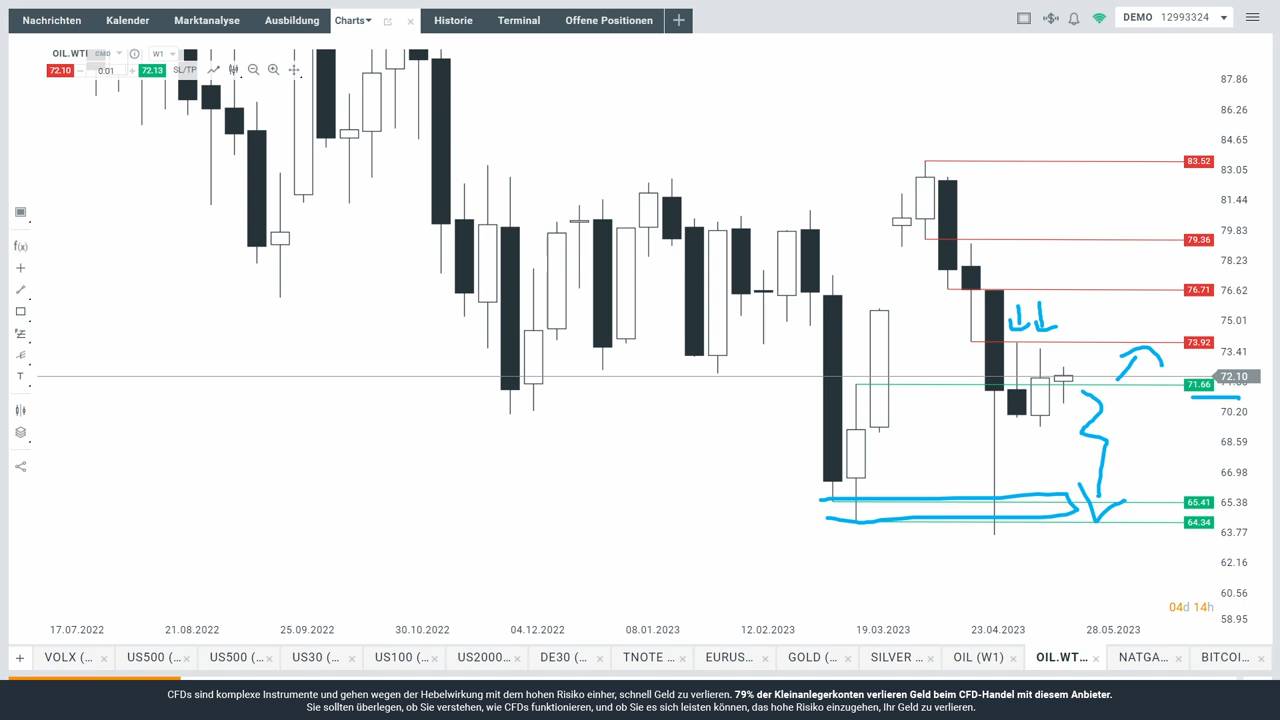 Nachrichten Kalender Marktanalyse Ausbildung Charts Historie Terminal Offene Positionen DEMO 12993324
OIL.WTI CMD W1
72.10 0.01 72.13 SL/TP
87.86
86.26
84.65
83.52
83.05
81.44
79.83
79.36
78.23
76.71
76.62
75.01
73.92
73.41
72.10
71.66
70.20
68.59
66.98
65.41
65.38
64.34
63.77
62.16
60.56
58.95
f(x)
T
04d 14h
17.07.2022 21.08.2022 25.09.2022 30.10.2022 04.12.2022 08.01.2023 12.02.2023 19.03.2023 23.04.2023 28.05.2023
VOLX (... US500 (... US500 (... US30 (... US100 (... US2000... DE30 (... TNOTE ... EURUS... GOLD (... SILVER ... OIL (W1) OIL.WT... NATGA... BITCOI...
CFDs sind komplexe Instrumente und gehen wegen der Hebelwirkung mit dem hohen Risiko einher, schnell Geld zu verlieren. 79% der Kleinanlegerkonten verlieren Geld beim CFD-Handel mit diesem Anbieter.
Sie sollten überlegen, ob Sie verstehen, wie CFDs funktionieren, und ob Sie es sich leisten können, das hohe Risiko einzugehen, Ihr Geld zu verlieren.